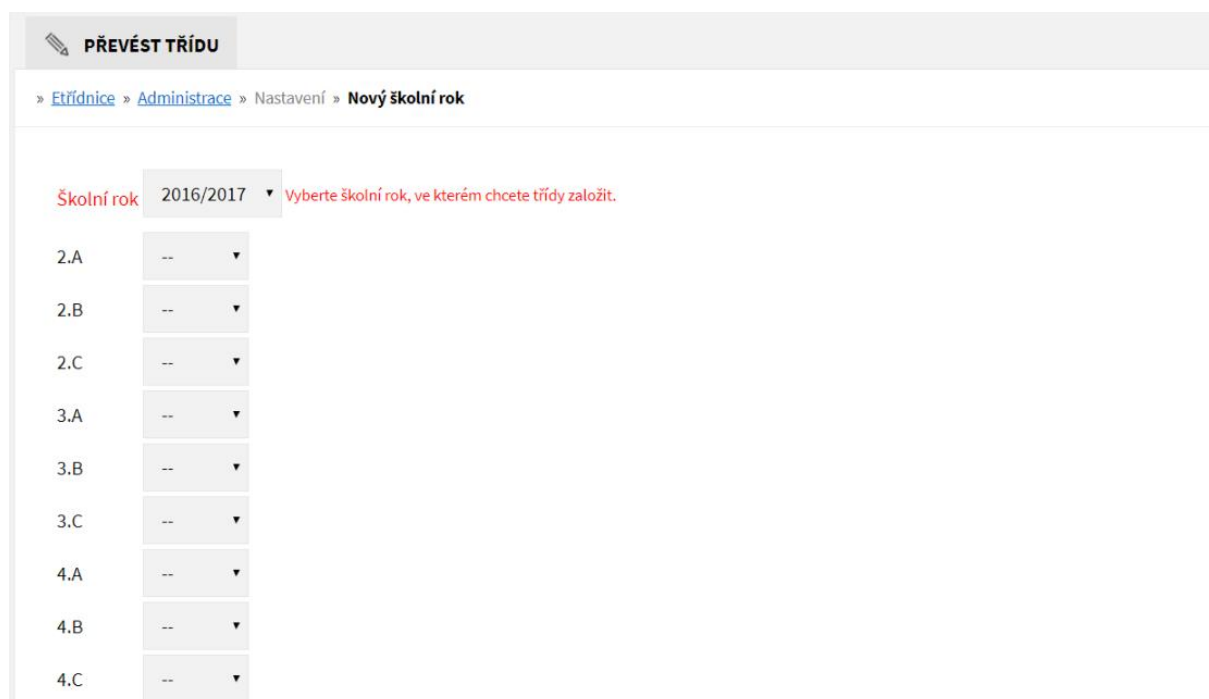 PŘEVÉST TŘÍDU
» Etřídnice » Administrace » Nastavení » Nový školní rok
Školní rok 2016/2017 Vyberte školní rok, ve kterém chcete třídy založit.
2.A --
2.B --
2.C --
3.A --
3.B --
3.C --
4.A --
4.B --
4.C --